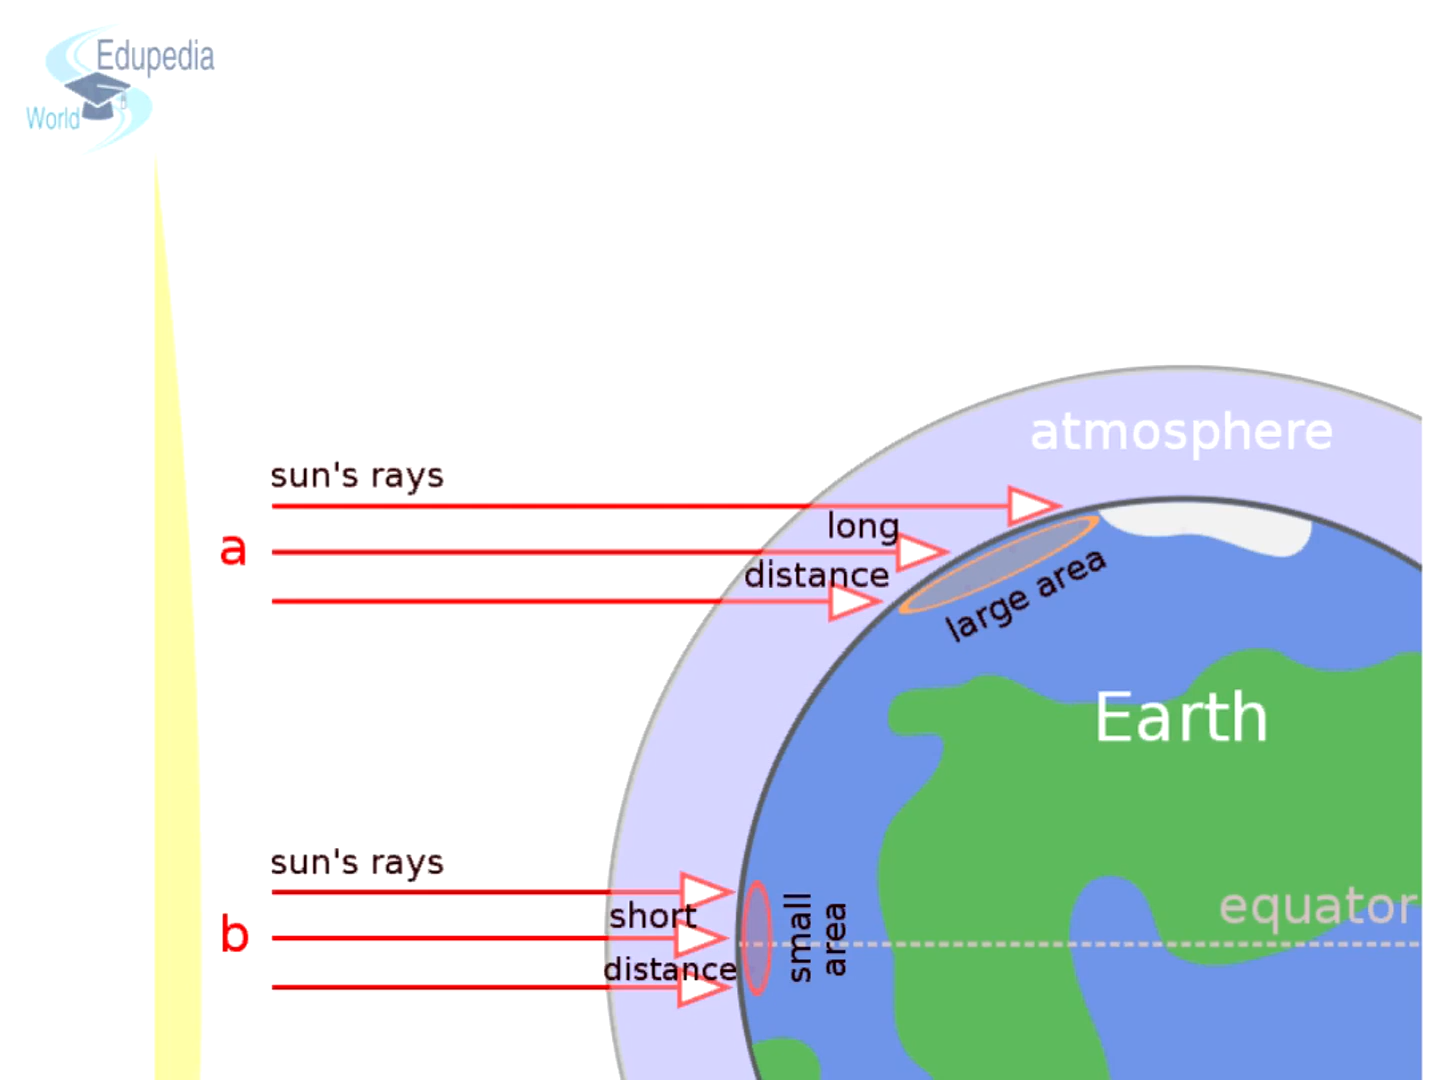 Edupedia
World
atmosphere
sun's rays
a
long
distance
large area
Earth
sun's rays
b
short
distance
small
area
equator